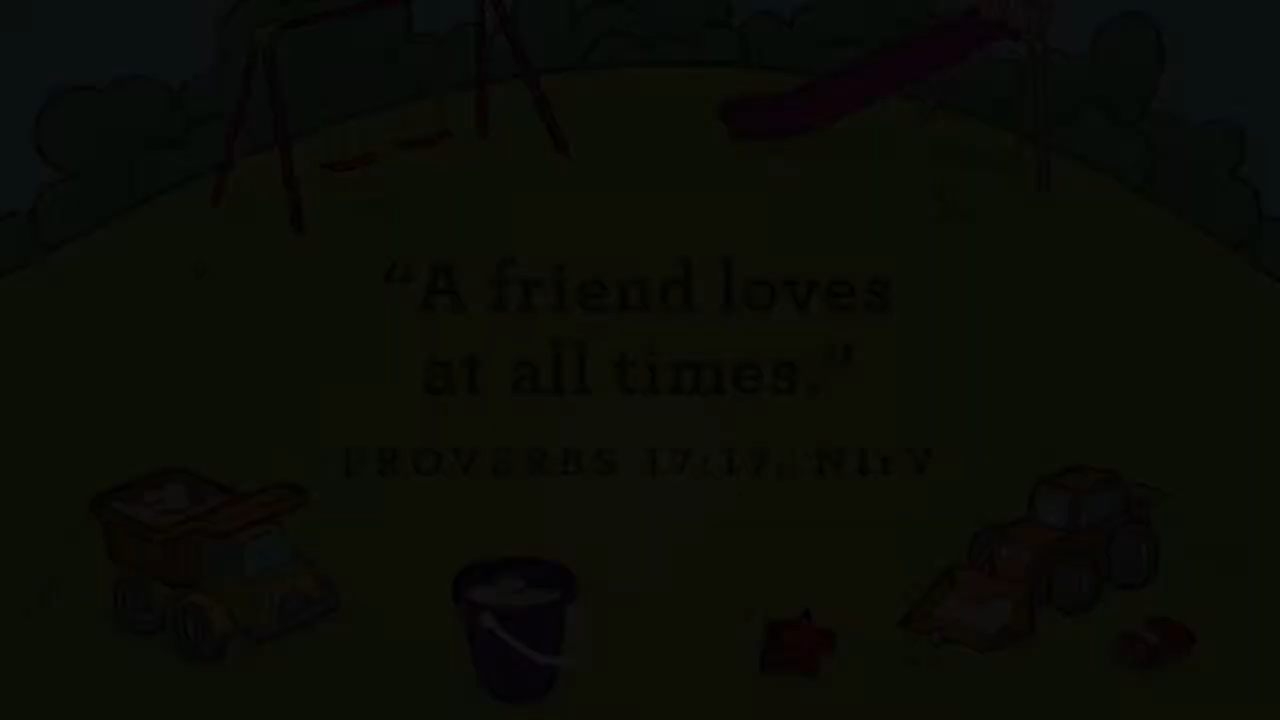 “A friend loves
at all times.”
PROVERBS 17:17, NIrV